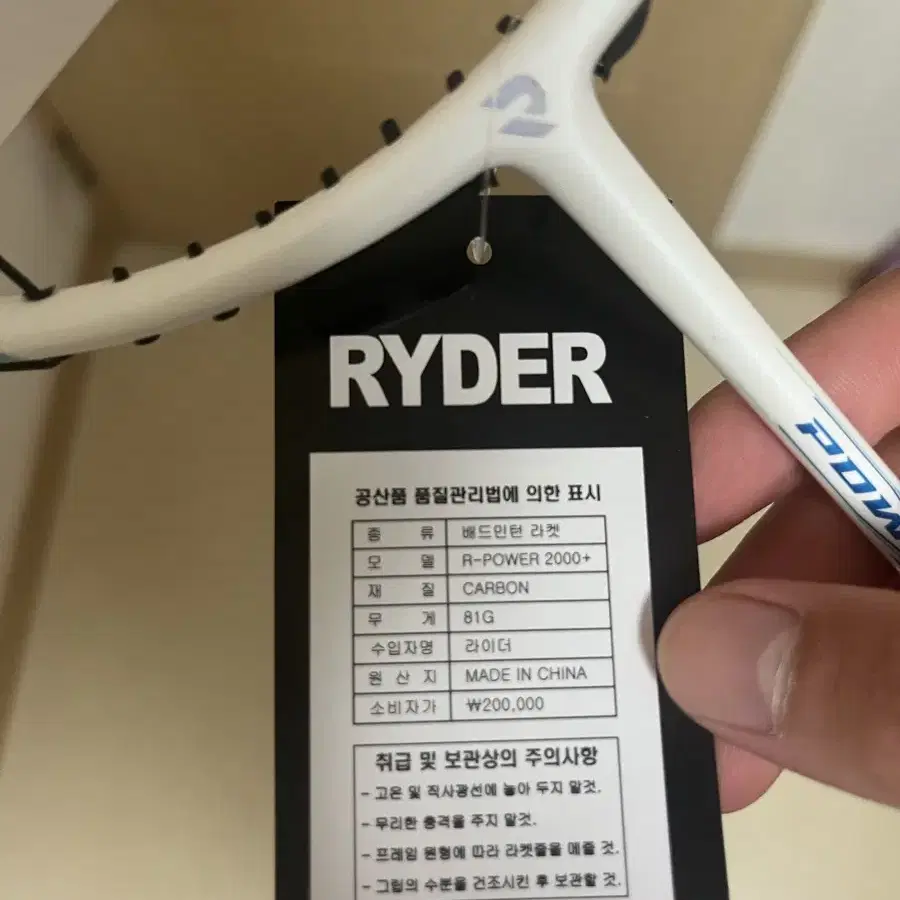 RYDER
공산품 품질관리법에 의한 표시
종 류 배드민턴 라켓
모 델 R-POWER 2000+
재 질 CARBON
무 게 81G
수입자명 라이더
원 산 지 MADE IN CHINA
소비자가 ₩200,000
취급 및 보관상의 주의사항
- 고온 및 직사광선에 놓아 두지 말것.
- 무리한 충격을 주지 말것.
- 프레임 원형에 따라 라켓줄을 메줄 것.
- 그립의 수분을 건조시킨 후 보관할 것.
POW